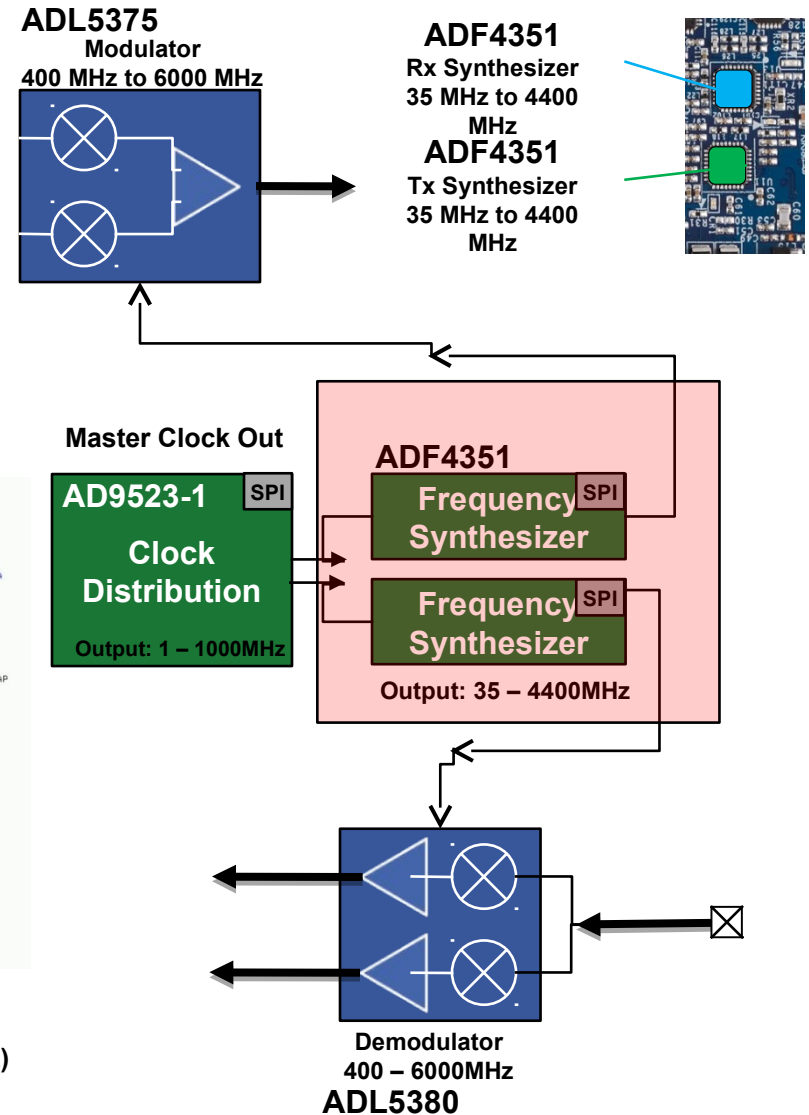 ADL5375
Modulator
400 MHz to 6000 MHz
ADF4351
Rx Synthesizer
35 MHz to 4400
MHz
ADF4351
Tx Synthesizer
35 MHz to 4400
MHz
Master Clock Out
AD9523-1
SPI
Clock
Distribution
Output: 1 – 1000MHz
ADF4351
Frequency
SPI
Synthesizer
Frequency
SPI
Synthesizer
Output: 35 – 4400MHz
Demodulator
400 – 6000MHz
ADL5380
)